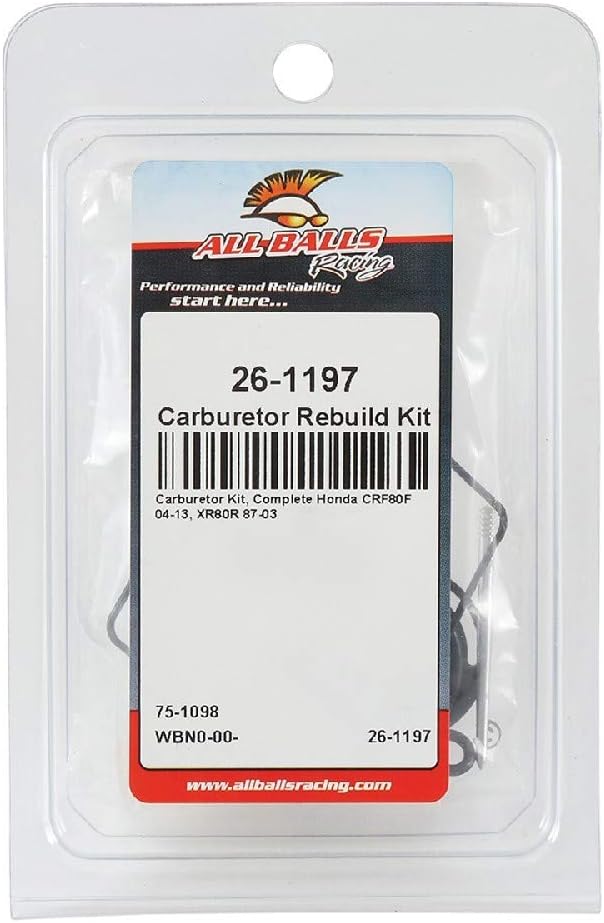 ALL BALLS
Racing
Performance and Reliability
start here...
26-1197
Carburetor Rebuild Kit
Carburetor Kit, Complete Honda CRF80F
04-13, XR80R 87-03
75-1098
WBN0-00-
26-1197
www.allballsracing.com